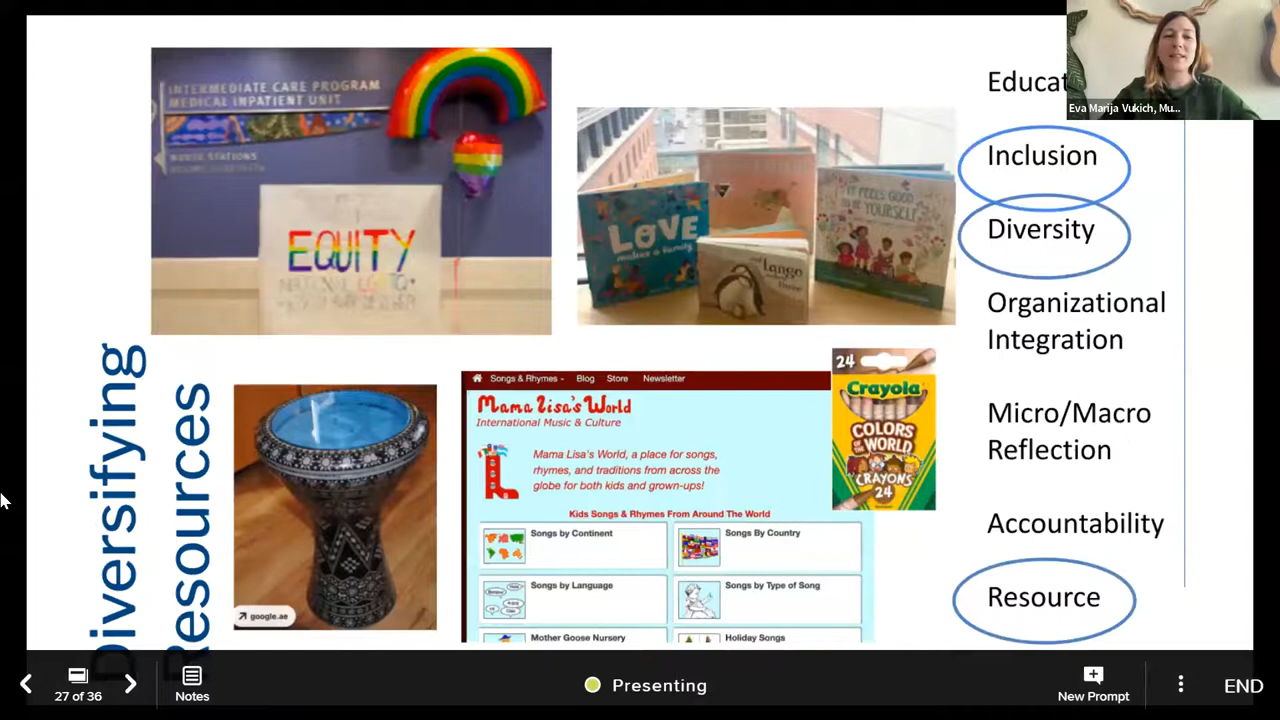 Diversifying
Resources
INTERMEDIATE CARE PROGRAM
MEDICAL INPATIENT UNIT
NURSE STATIONS
EQUITY
LOVE
makes a family
and
Tango
makes
three
IT FEELS GOOD
TO BE YOURSELF
google.ae
Songs & Rhymes
Blog
Store
Newsletter
Mama Lisa's World
International Music & Culture
Mama Lisa's World, a place for songs,
rhymes, and traditions from across the
globe for both kids and grown-ups!
Kids Songs & Rhymes From Around The World
Songs by Continent
Songs By Country
Songs by Language
Songs by Type of Song
Mother Goose Nursery
Holiday Songs
24
Crayola
COLORS
OF THE
WORLD
CRAYONS
24
Educat
Inclusion
Diversity
Organizational
Integration
Micro/Macro
Reflection
Accountability
Resource
Eva Marija Vukich, Mu...
27 of 36
Notes
Presenting
New Prompt
END